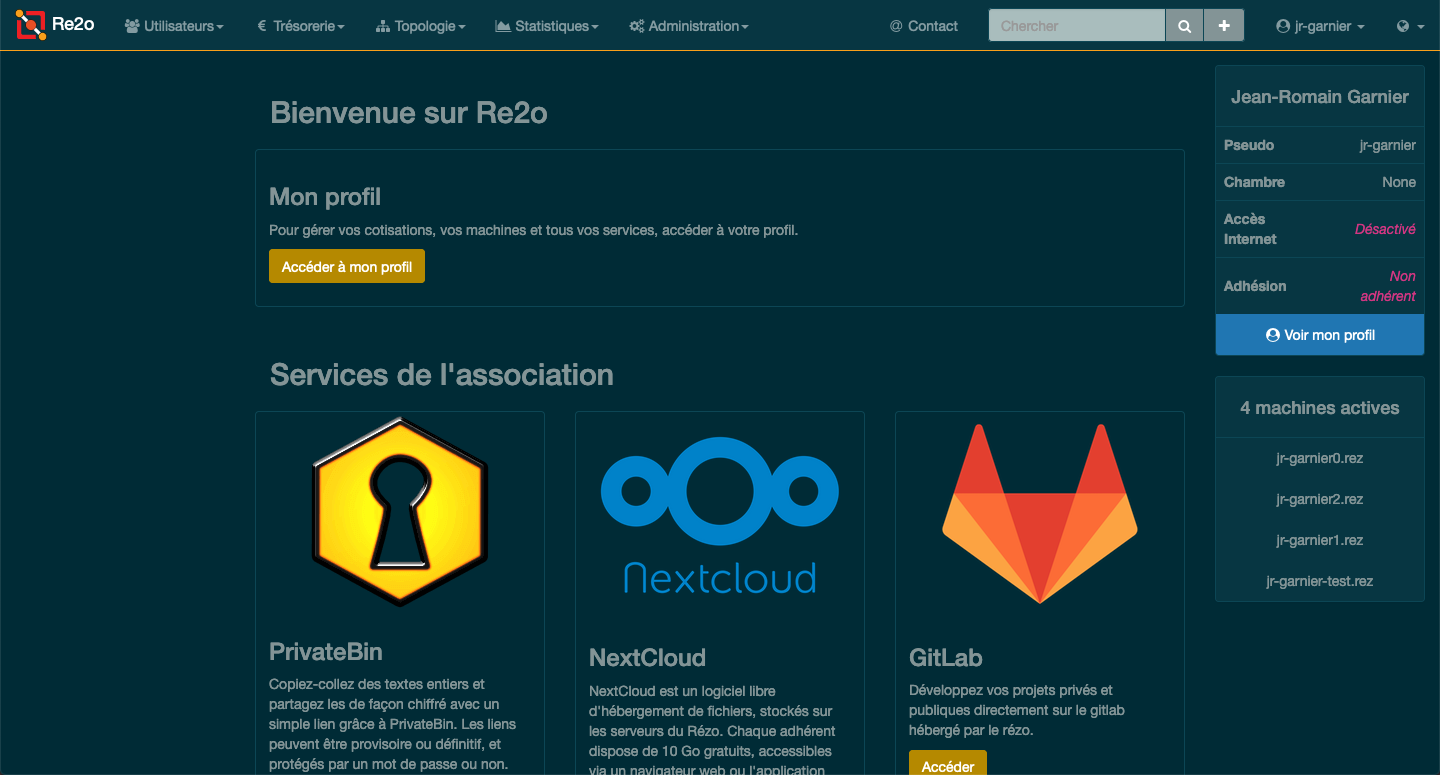 Re2o
Utilisateurs
€ Trésorerie
Topologie
Statistiques
Administration
@ Contact
Chercher
jr-garnier
Bienvenue sur Re2o
Mon profil
Pour gérer vos cotisations, vos machines et tous vos services, accéder à votre profil.
Accéder à mon profil
Services de l'association
PrivateBin
Copiez-collez des textes entiers et
partagez les de façon chiffré avec un
simple lien grâce à PrivateBin. Les liens
peuvent être provisoire ou définitif, et
protégés par un mot de passe ou non.
Nextcloud
NextCloud
NextCloud est un logiciel libre
d'hébergement de fichiers, stockés sur
les serveurs du Rézo. Chaque adhérent
dispose de 10 Go gratuits, accessibles
via un navigateur web ou l'application
GitLab
Développez vos projets privés et
publiques directement sur le gitlab
hébergé par le rézo.
Accéder
Jean-Romain Garnier
Pseudo jr-garnier
Chambre None
Accès
Internet
Désactivé
Adhésion
Non
adhérent
Voir mon profil
4 machines actives
jr-garnier0.rez
jr-garnier2.rez
jr-garnier1.rez
jr-garnier-test.rez